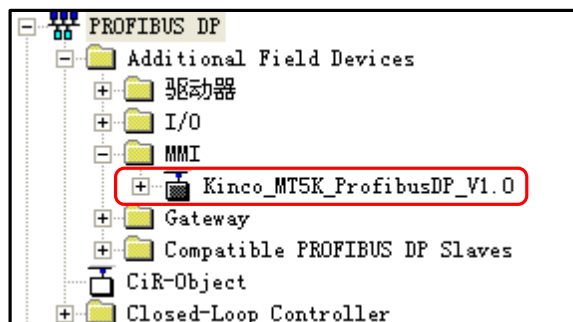 PROFIBUS DP
Additional Field Devices
驱动器
I/O
MMI
Kinco_MT5K_ProfibusDP_V1.0
Gateway
Compatible PROFIBUS DP Slaves
CiR-Object
Closed-Loop Controller